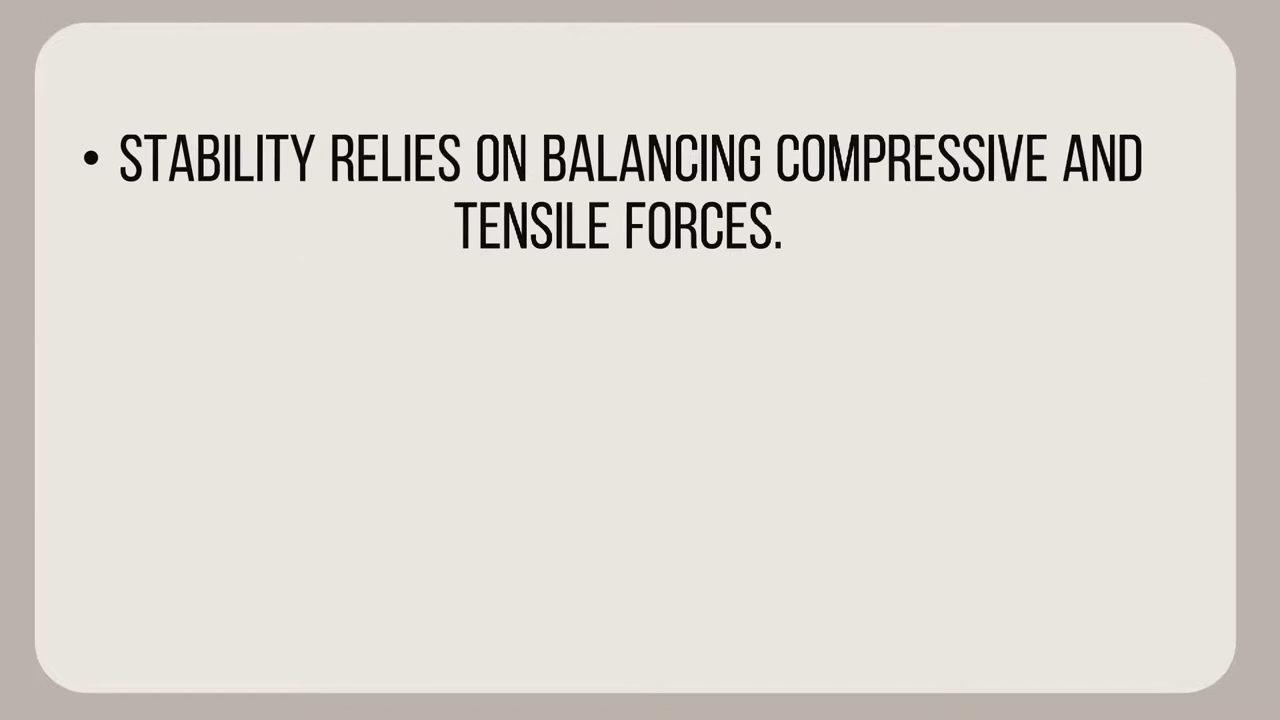 • STABILITY RELIES ON BALANCING COMPRESSIVE AND
TENSILE FORCES.